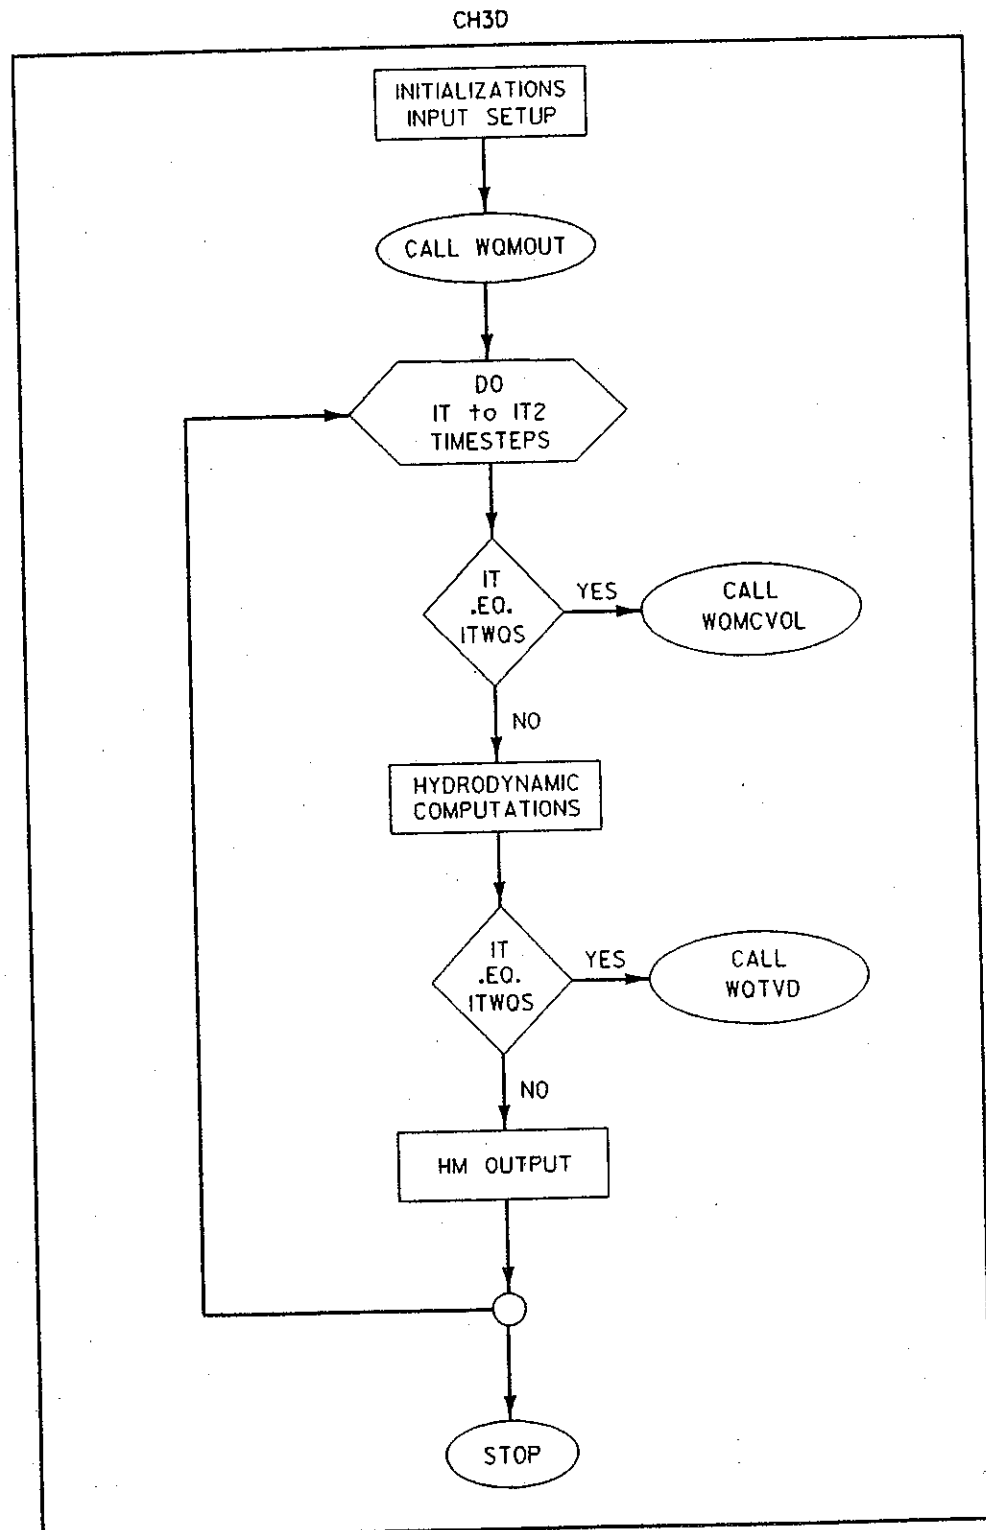 CH3D
INITIALIZATIONS
INPUT SETUP
CALL WQMOUT
DO
IT to IT2
TIMESTEPS
IT
.EQ.
ITWQS
YES
CALL
WQMCVOL
NO
HYDRODYNAMIC
COMPUTATIONS
IT
.EQ.
ITWQS
YES
CALL
WQTVD
NO
HM OUTPUT
STOP